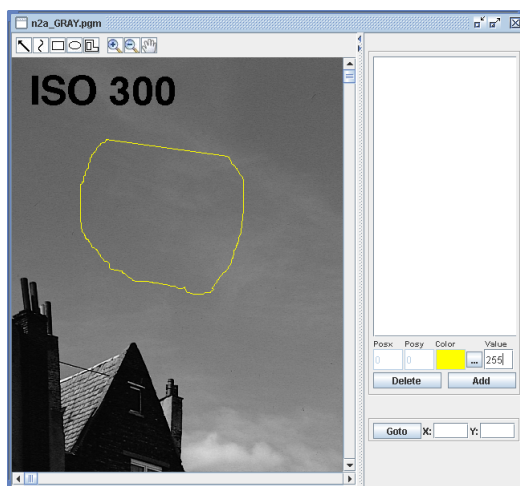 n2a_GRAY.pgm
ISO 300
Posx Posy Color Value
0 0 ... 255
Delete Add
Goto X: Y: